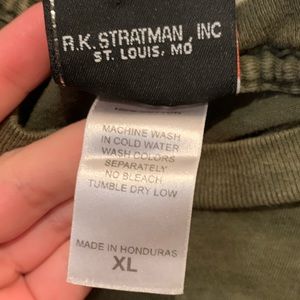 R.K. STRATMAN, INC
ST. LOUIS, MO
MACHINE WASH
IN COLD WATER
WASH COLORS
SEPARATELY
NO BLEACH
TUMBLE DRY LOW
MADE IN HONDURAS
XL